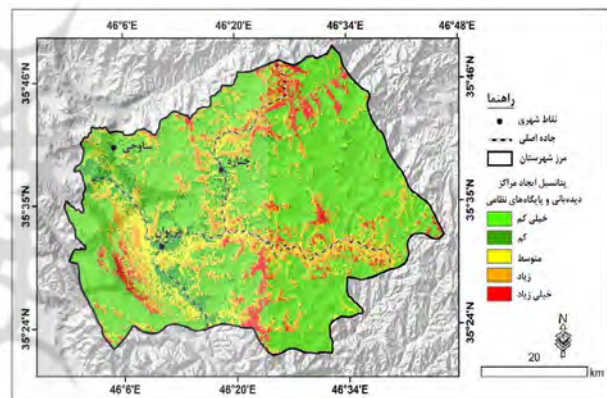 46°6'E 46°20'E 46°34'E 46°48'E
35°46'N
35°35'N
35°24'N
35°46'N
35°35'N
35°24'N
46°6'E 46°20'E 46°34'E
ساوجی
چناره
مریوان
راهنما
نقاط شهری
جاده اصلی
مرز شهرستان
پتانسیل ایجاد مراکز
دیده‌بانی و پایگاه‌های نظامی
خیلی کم
کم
متوسط
زیاد
خیلی زیاد
N
20
km